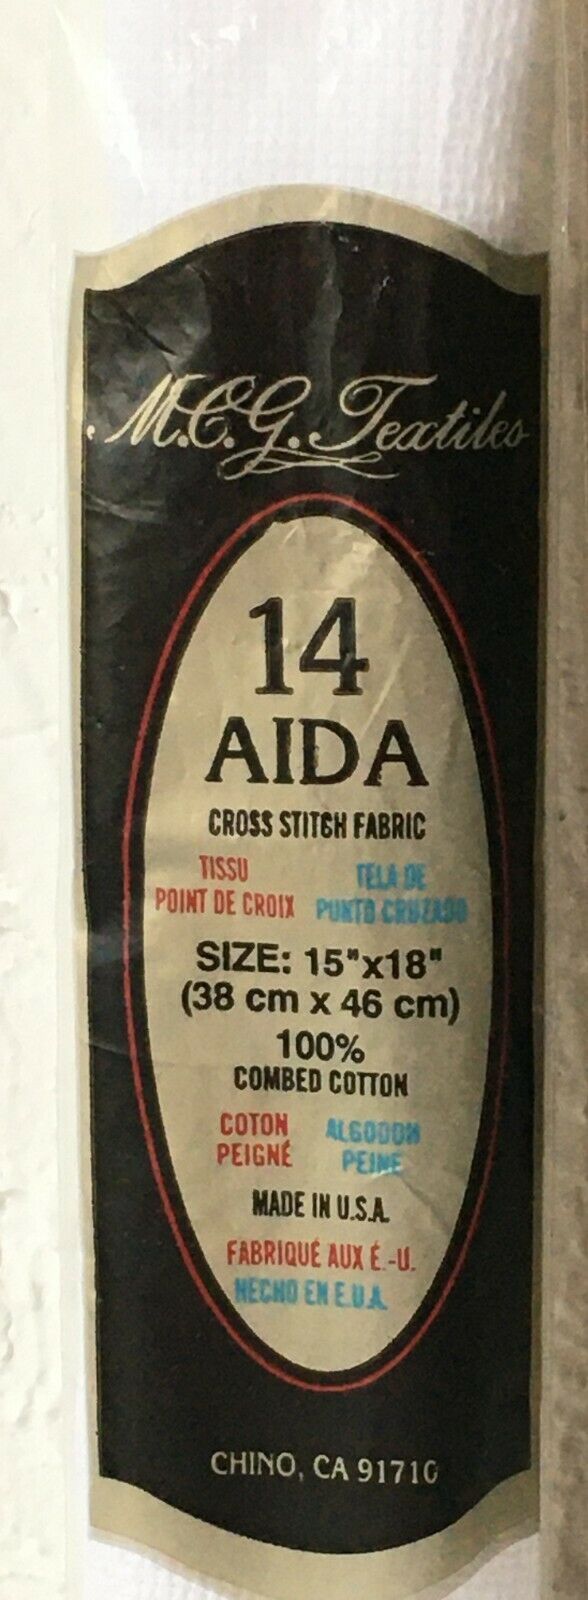 M.C.G. Textiles
14
AIDA
CROSS STITCH FABRIC
TISSU
POINT DE CROIX
TELA DE
PUNTO CRUZADO
SIZE: 15"x18"
(38 cm x 46 cm)
100%
COMBED COTTON
COTON
PEIGNÉ
ALGODON
PEINE
MADE IN U.S.A.
FABRIQUÉ AUX É.-U.
HECHO EN E.U.A.
CHINO, CA 91710